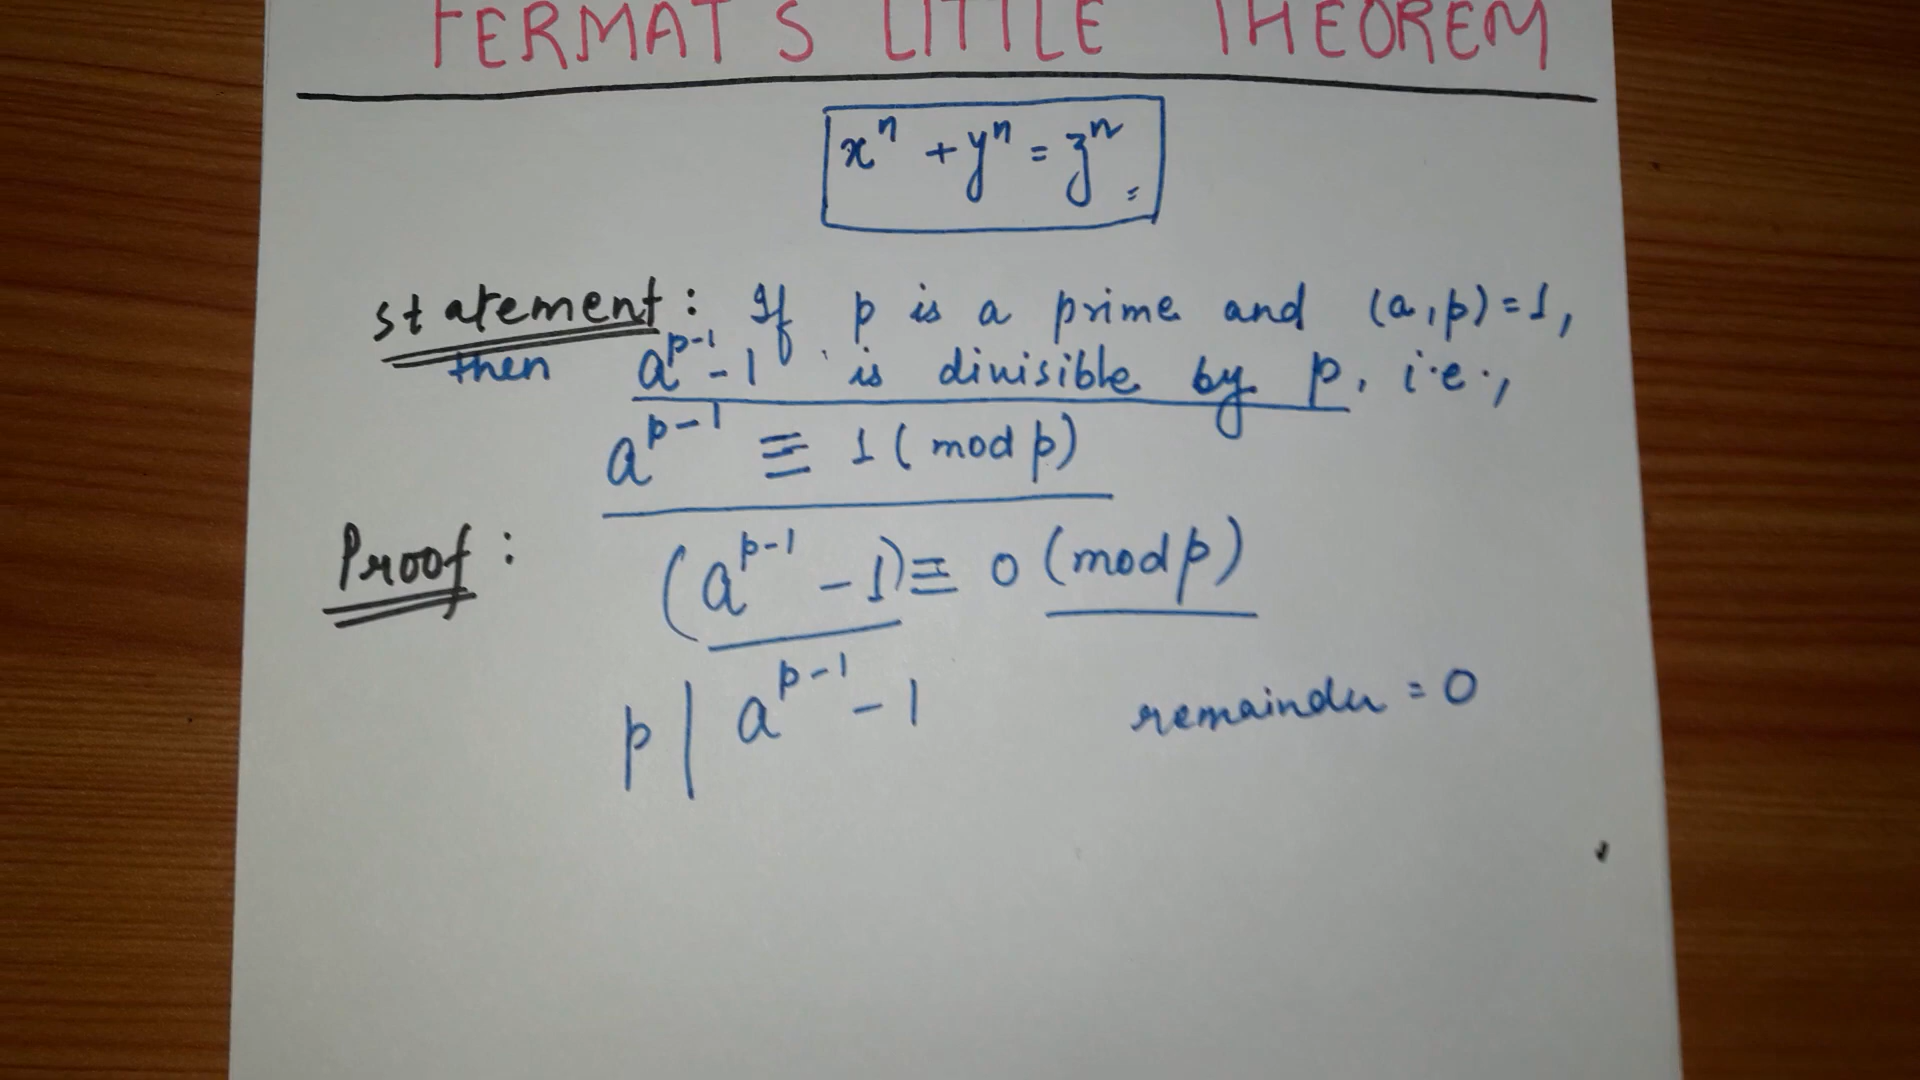 FERMAT'S LITTLE THEOREM
xⁿ + yⁿ = zⁿ
statement: If p is a prime and (a,p)=1,
then aᵖ⁻¹-1 is divisible by p. i.e.,
aᵖ⁻¹ ≡ 1 (mod p)
Proof: (aᵖ⁻¹ - 1) ≡ 0 (mod p)
p | aᵖ⁻¹ - 1 remainder = 0